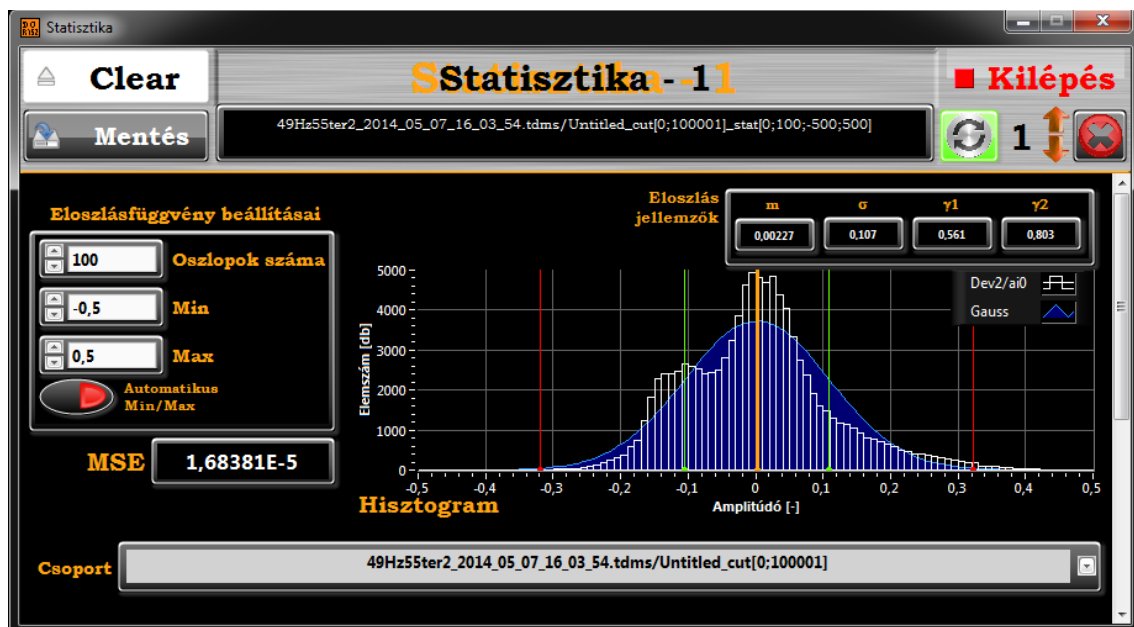 Statisztika
Clear
Statisztika - 1
Kilépés
Mentés
49Hz55ter2_2014_05_07_16_03_54.tdms/Untitled_cut[0;100001]_stat[0;100;-500;500]
1
Eloszlásfüggvény beállításai
100 Oszlopok száma
-0,5 Min
0,5 Max
Automatikus
Min/Max
MSE 1,68381E-5
Eloszlás
jellemzők
m σ γ1 γ2
0,00227 0,107 0,561 0,803
Dev2/ai0
Gauss
Elemszám [db]
5000
4000
3000
2000
1000
0
-0,5 -0,4 -0,3 -0,2 -0,1 0 0,1 0,2 0,3 0,4 0,5
Hisztogram
Amplitúdó [-]
Csoport 49Hz55ter2_2014_05_07_16_03_54.tdms/Untitled_cut[0;100001]